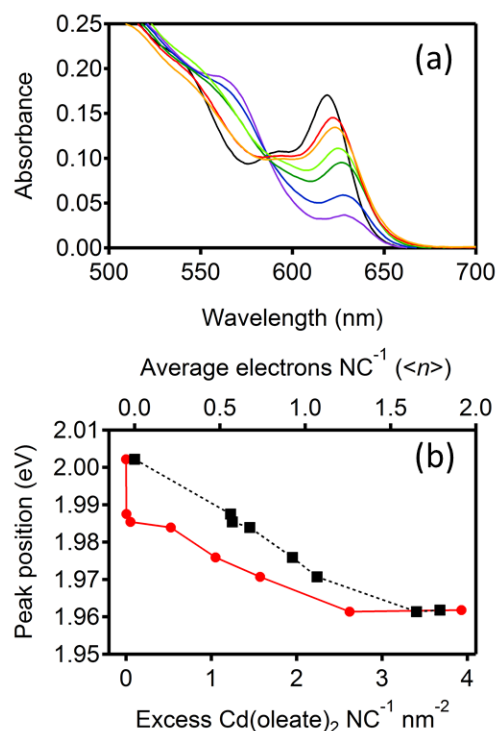 0.25
(a)
0.20
0.15
0.10
0.05
0.00
Absorbance
500 550 600 650 700
Wavelength (nm)
Average electrons NC⁻¹ (<n>)
0.0 0.5 1.0 1.5 2.0
2.01
(b)
2.00
1.99
1.98
1.97
1.96
1.95
Peak position (eV)
0 1 2 3 4
Excess Cd(oleate)₂ NC⁻¹ nm⁻²